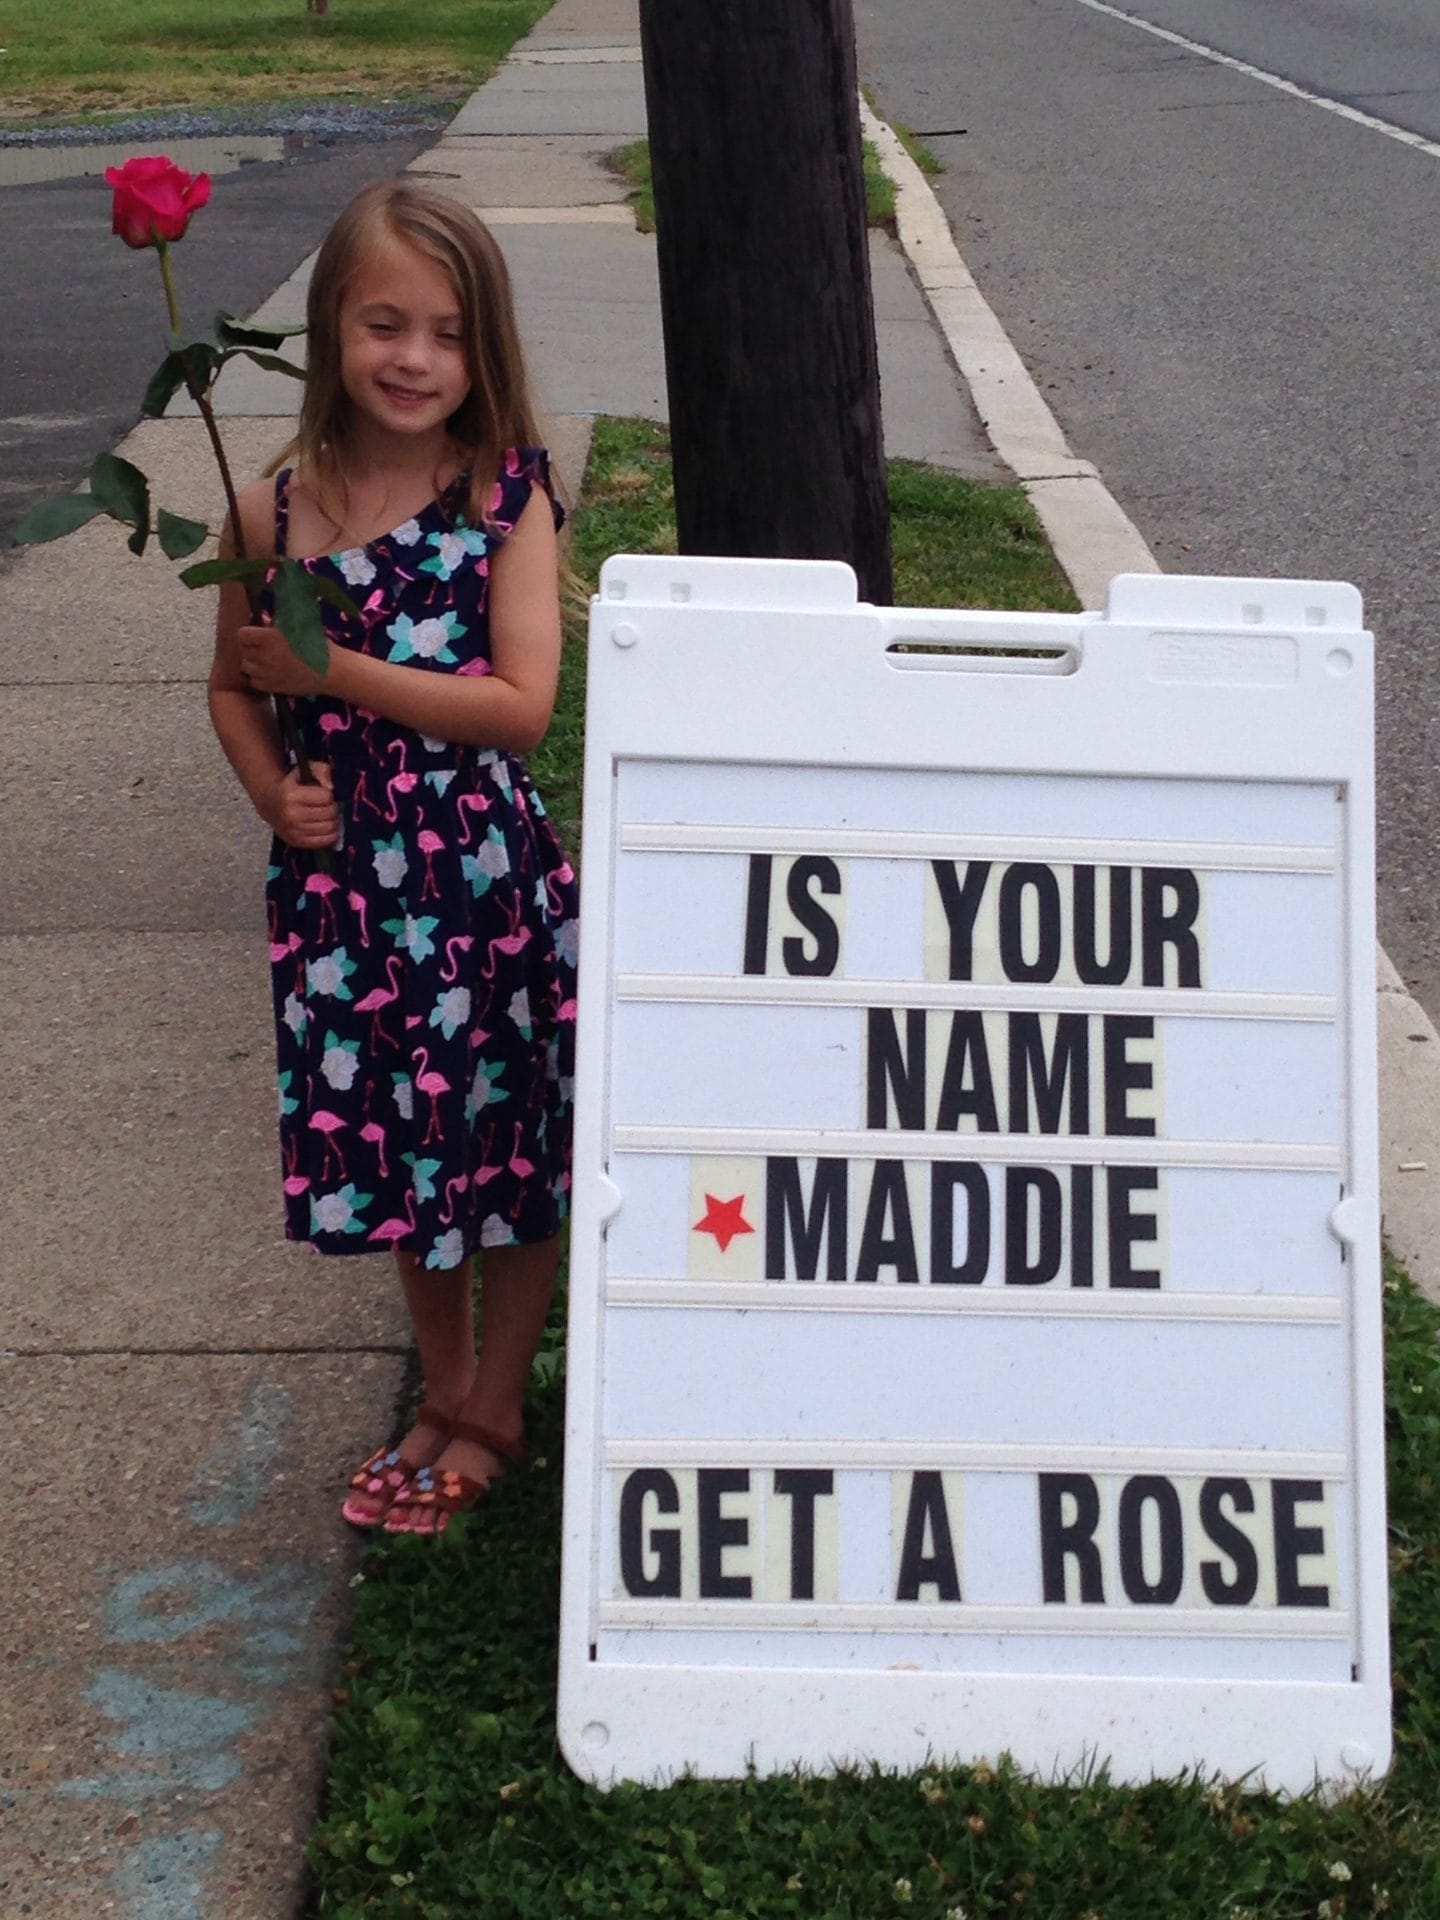 IS YOUR
NAME
★MADDIE
GET A ROSE